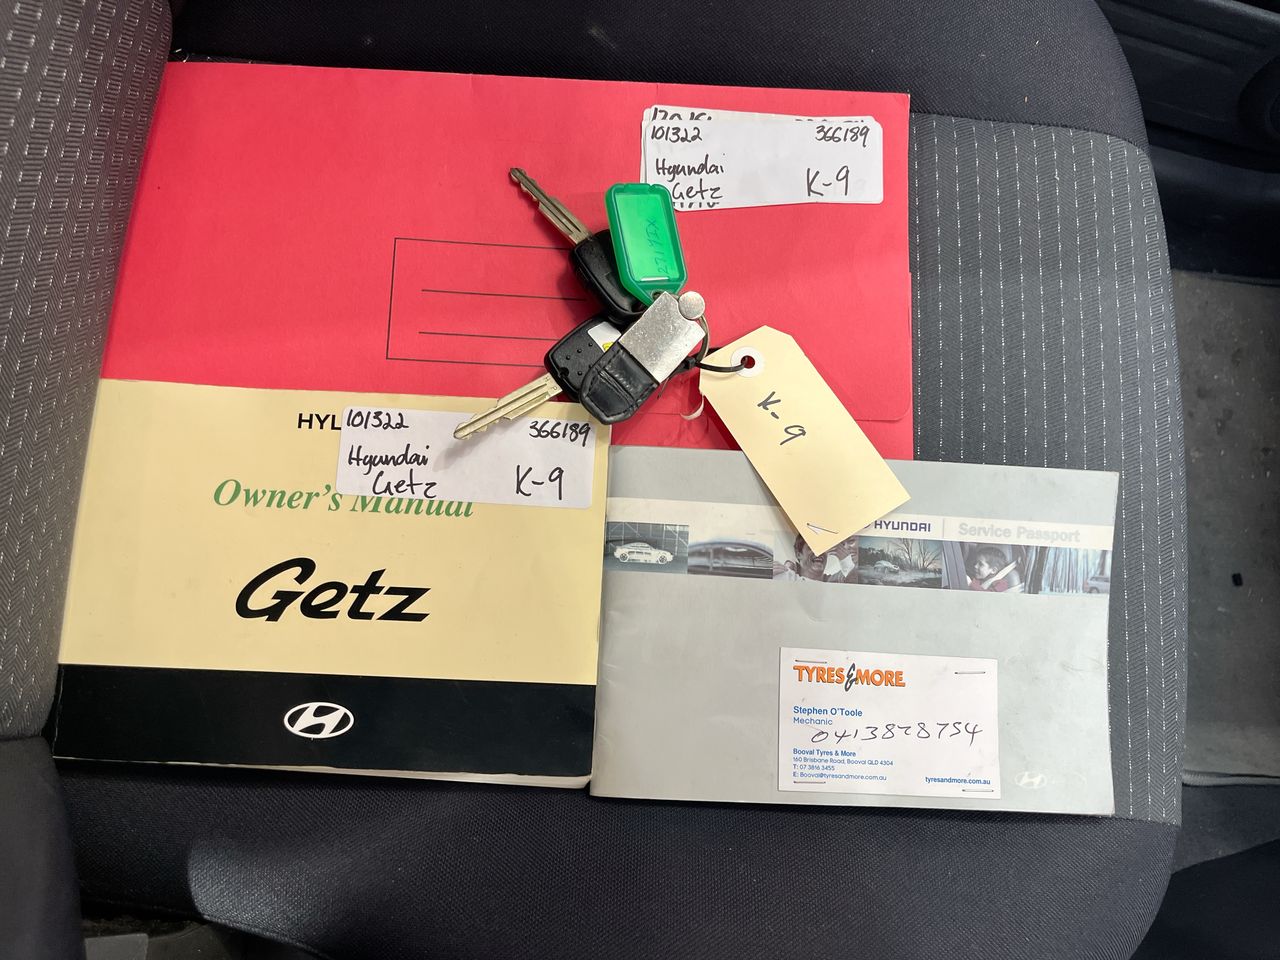 101322 366189
Hyundai
Getz K-9
271YIX
K-9
HYU
101322 366189
Hyundai
Getz K-9
Owner's Manual
Getz
HYUNDAI Service Passport
TYRES & MORE
Stephen O'Toole
Mechanic
0413878754
Booval Tyres & More
160 Brisbane Road, Booval QLD 4304
T: 07 3816 3455
E: Booval@tyresandmore.com.au
tyresandmore.com.au